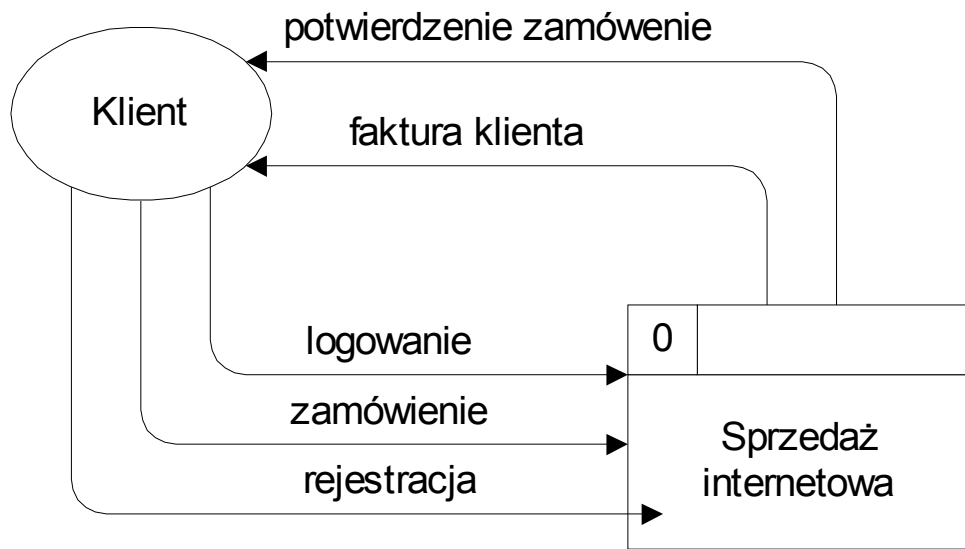 potwierdzenie zamówenie
Klient
faktura klienta
logowanie
0
zamówienie
Sprzedaż
internetowa
rejestracja